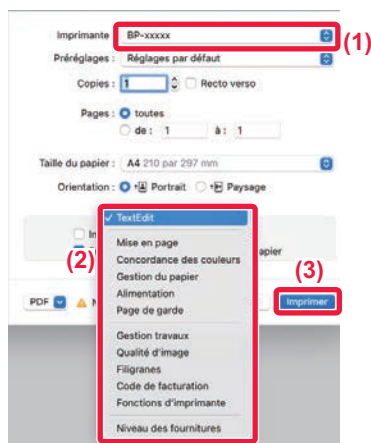 Imprimante BP-xxxxx (1)
Préréglages : Réglages par défaut
Copies : 1 Recto verso
Pages : toutes
de : 1 à : 1
Taille du papier : A4 210 par 297 mm
Orientation : Portrait Paysage
✓ TextEdit
Mise en page
(2) Concordance des couleurs
Gestion du papier
Alimentation
Page de garde
(3)
PDF Imprimer
Gestion travaux
Qualité d'image
Filigranes
Code de facturation
Fonctions d'imprimante
Niveau des fournitures